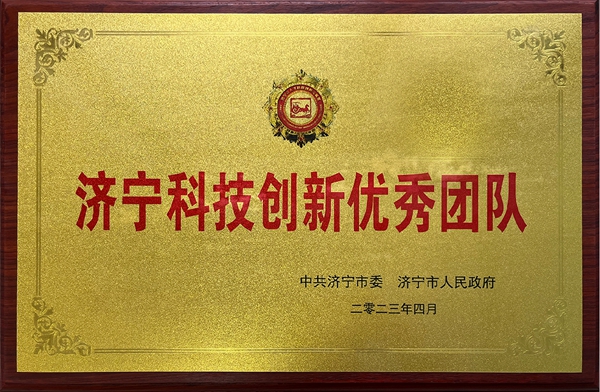 济宁科技创新优秀团队
中共济宁市委 济宁市人民政府
二零二三年四月